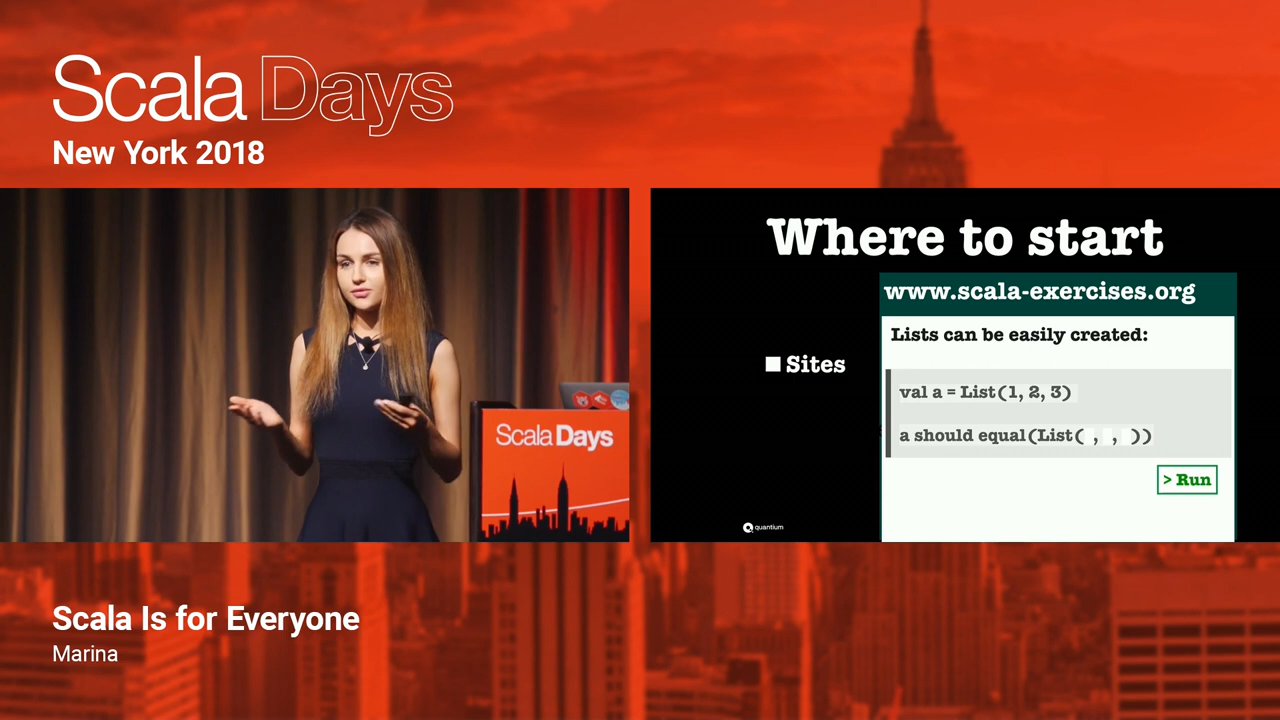 Scala Days
New York 2018
Where to start
www.scala-exercises.org
Lists can be easily created:
Sites
val a = List(1, 2, 3)
a should equal(List( , , ))
> Run
quantium
Scala Days
Scala Is for Everyone
Marina